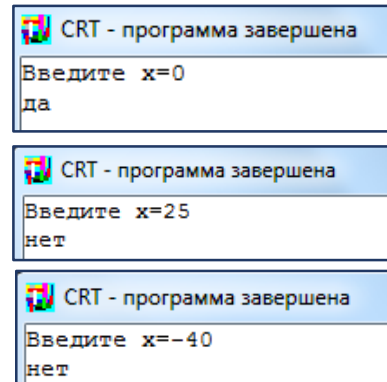 CRT - программа завершена
Введите x=0
да
CRT - программа завершена
Введите x=25
нет
CRT - программа завершена
Введите x=-40
нет